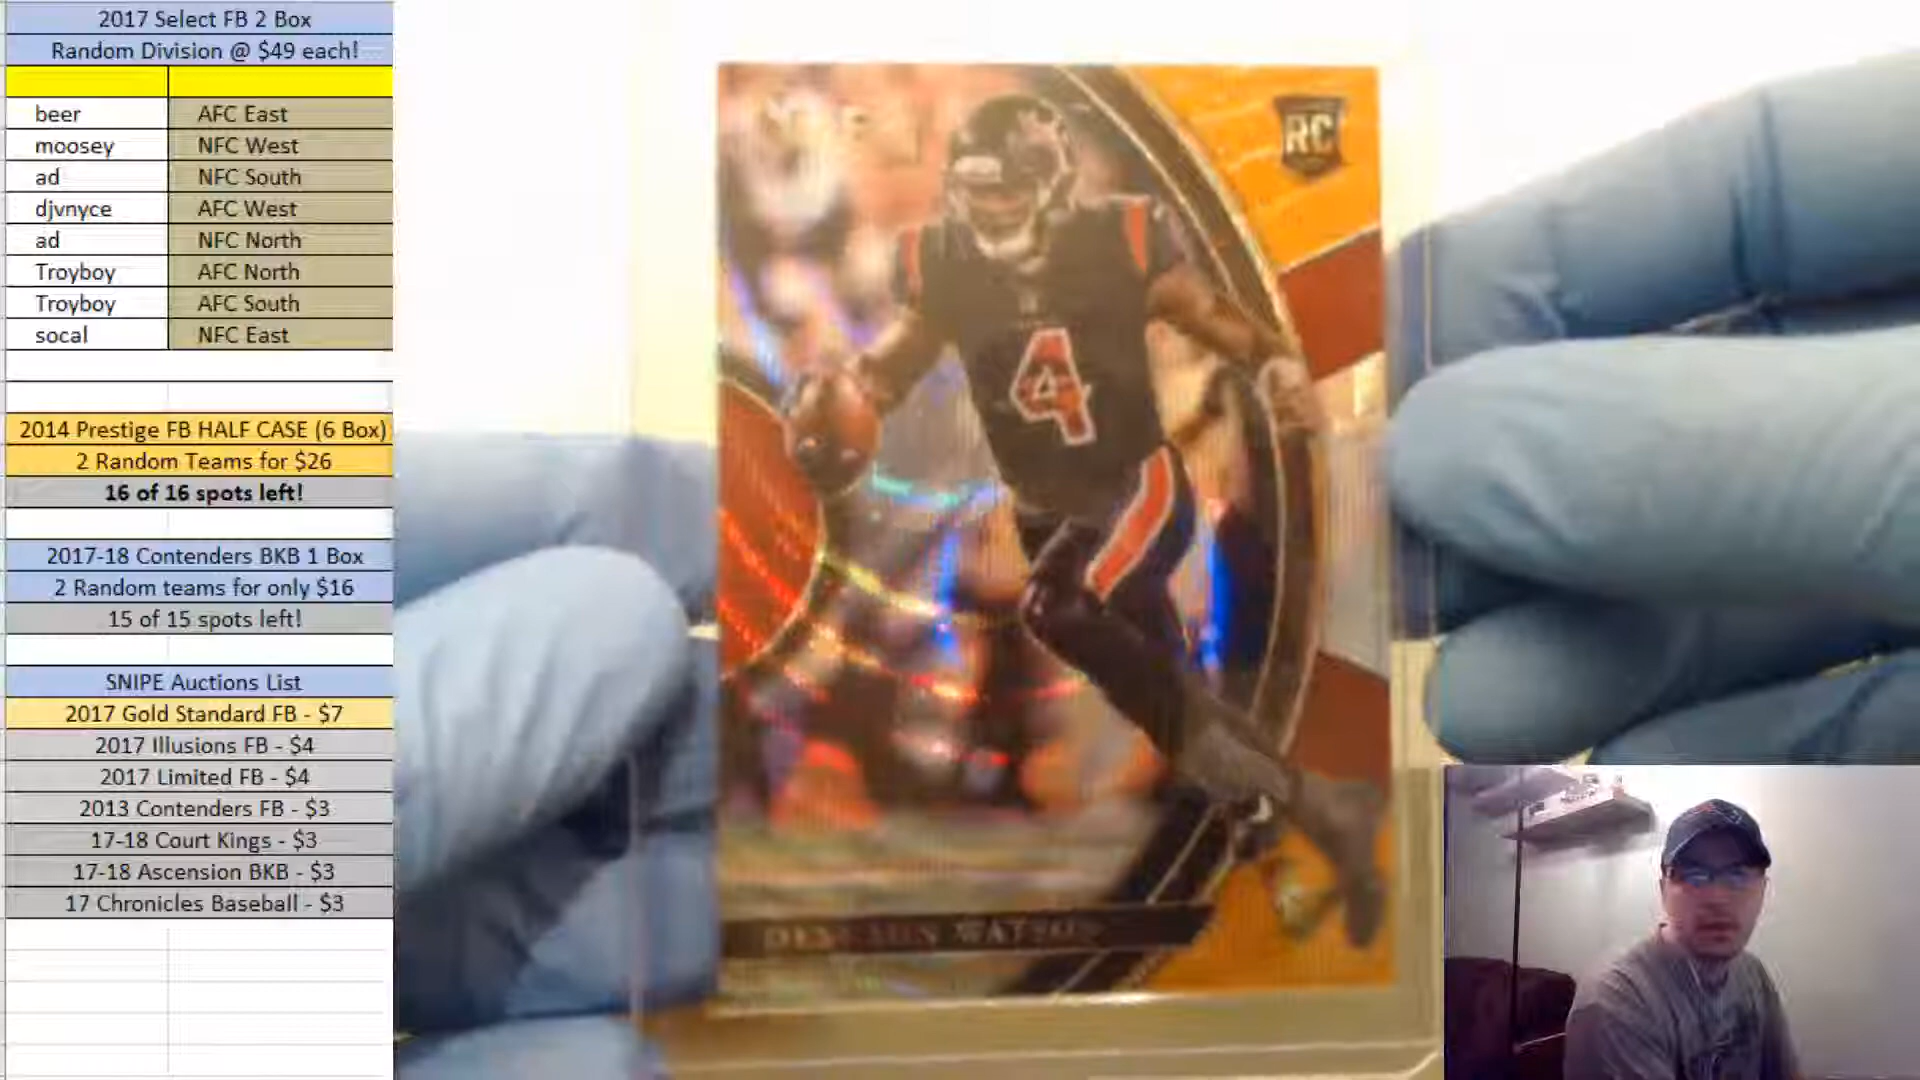 2017 Select FB 2 Box
Random Division @ $49 each!
beer AFC East
moosey NFC West
ad NFC South
djvnyce AFC West
ad NFC North
Troyboy AFC North
Troyboy AFC South
socal NFC East
2014 Prestige FB HALF CASE (6 Box)
2 Random Teams for $26
16 of 16 spots left!
2017-18 Contenders BKB 1 Box
2 Random teams for only $16
15 of 15 spots left!
SNIPE Auctions List
2017 Gold Standard FB - $7
2017 Illusions FB - $4
2017 Limited FB - $4
2013 Contenders FB - $3
17-18 Court Kings - $3
17-18 Ascension BKB - $3
17 Chronicles Baseball - $3
RC
4
DESHAUN WATSON